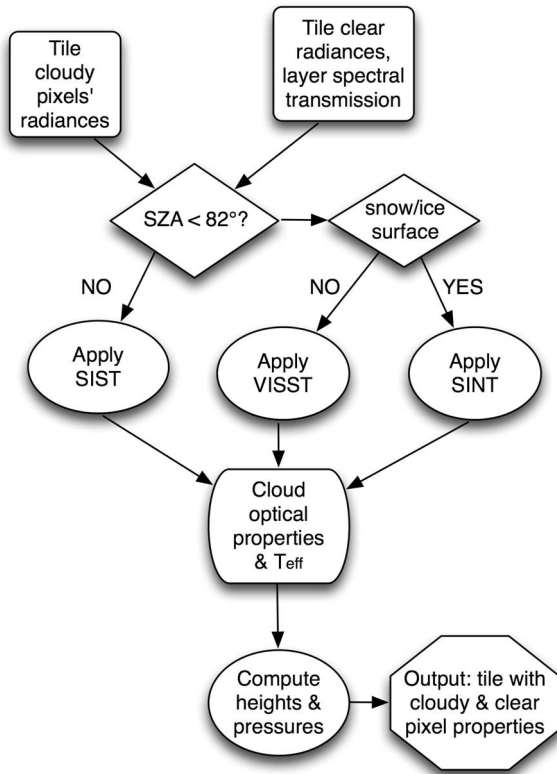 Tile
cloudy
pixels'
radiances
Tile clear
radiances,
layer spectral
transmission
SZA < 82°?
snow/ice
surface
NO
NO
YES
Apply
SIST
Apply
VISST
Apply
SINT
Cloud
optical
properties
& Teff
Compute
heights &
pressures
Output: tile with
cloudy & clear
pixel properties